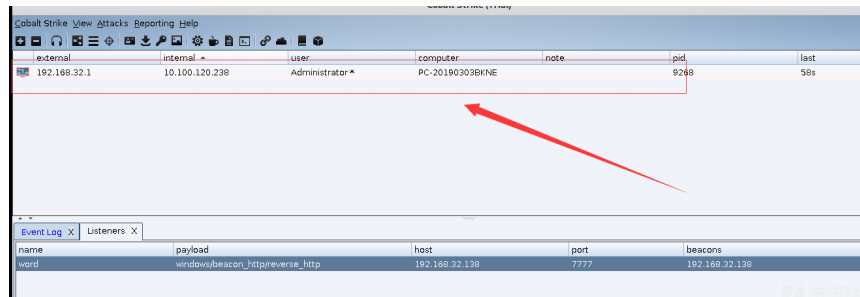 Cobalt Strike (Trial)
Cobalt Strike View Attacks Reporting Help
external internal user computer note pid last
192.168.32.1 10.100.120.238 Administrator* PC-20190303BKNE 9268 58s
Event Log X Listeners X
name payload host port beacons
word windows/beacon_http/reverse_http 192.168.32.138 7777 192.168.32.138